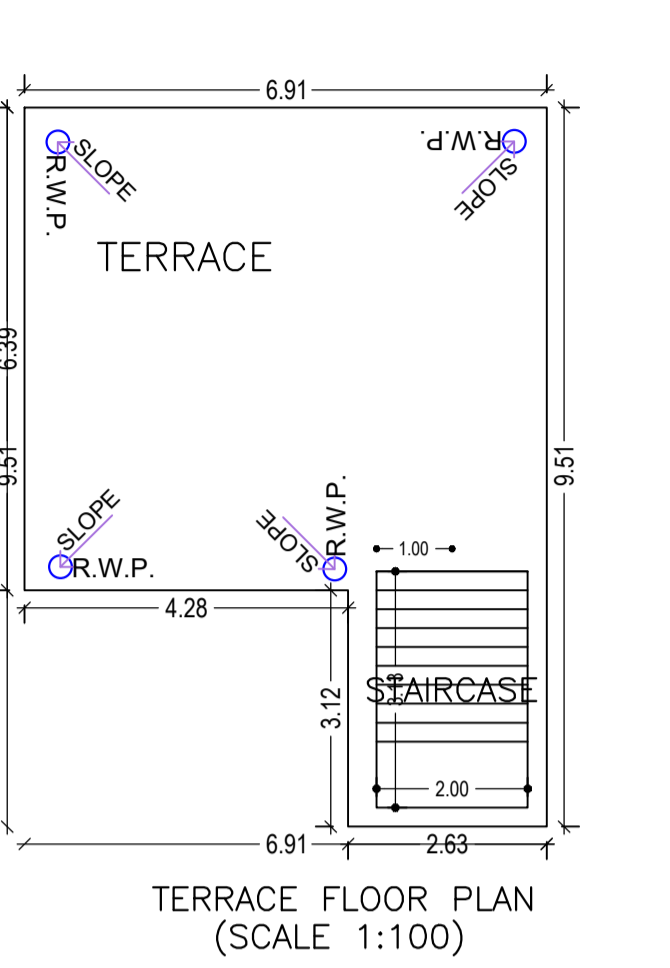 6.91
SLOPE
R.W.P.
R.W.P.
SLOPE
TERRACE
6.39
9.51
9.51
SLOPE
R.W.P.
SLOPE
R.W.P.
1.00
4.28
STAIRCASE
3.12
2.00
6.91
2.63
TERRACE FLOOR PLAN
(SCALE 1:100)